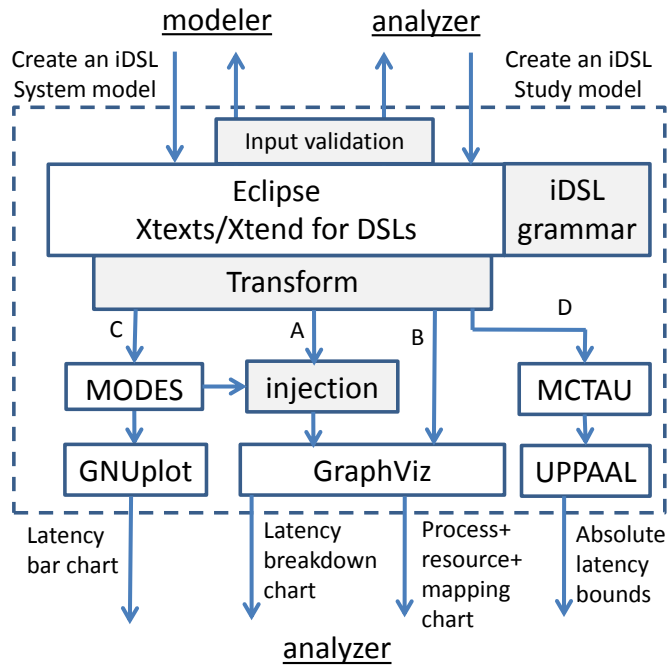 modeler
analyzer
Create an iDSL
System model
Create an iDSL
Study model
Input validation
Eclipse
Xtexts/Xtend for DSLs
iDSL
grammar
Transform
C
A
B
D
MODES
injection
MCTAU
GNUplot
GraphViz
UPPAAL
Latency
bar chart
Latency
breakdown
chart
Process+
resource+
mapping
chart
Absolute
latency
bounds
analyzer